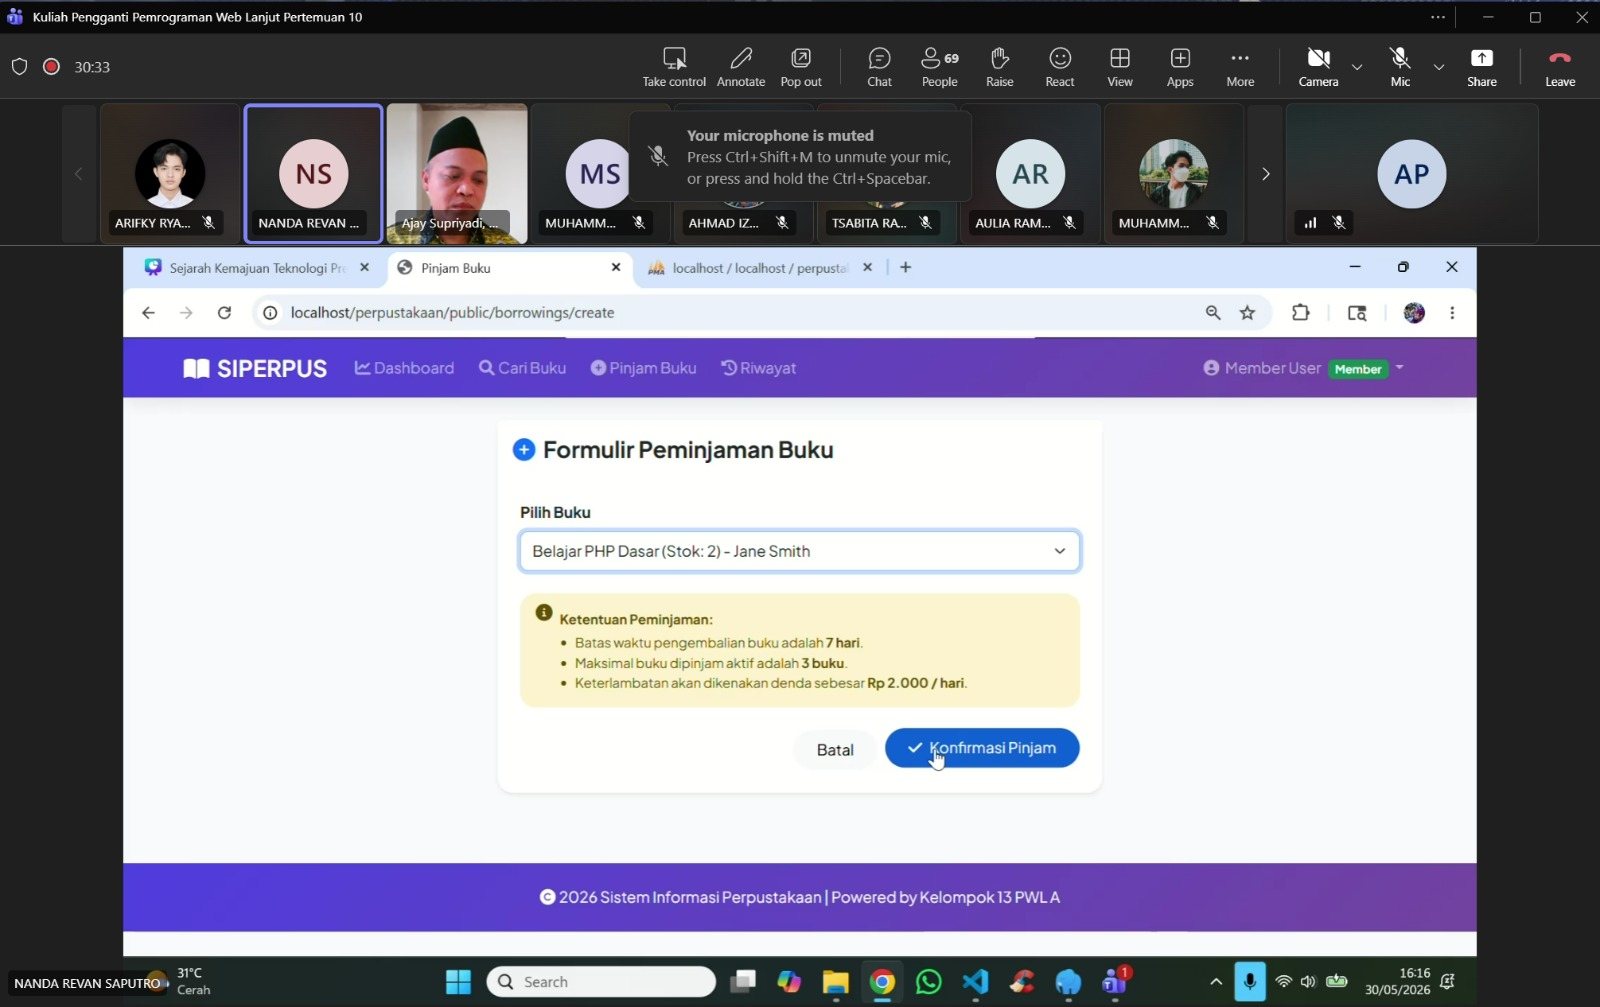 Kuliah Pengganti Pemrograman Web Lanjut Pertemuan 10
30:33
Take control
Annotate
Pop out
Chat
People
69
Raise
React
View
Apps
More
Camera
Mic
Share
Leave
Your microphone is muted
Press Ctrl+Shift+M to unmute your mic,
or press and hold the Ctrl+Spacebar.
NS
MS
AR
AP
ARIFKY RYA...
NANDA REVAN ...
Ajay Supriyadi, ...
MUHAMM...
AHMAD IZ...
TSABITA RA...
AULIA RAM...
MUHAMM...
Sejarah Kemajuan Teknologi Pr
Pinjam Buku
PMA
localhost / localhost / perpusta
localhost/perpustakaan/public/borrowings/create
SIPERPUS
Dashboard
Cari Buku
Pinjam Buku
Riwayat
Member User
Member
Formulir Peminjaman Buku
Pilih Buku
Belajar PHP Dasar (Stok: 2) - Jane Smith
Ketentuan Peminjaman:
• Batas waktu pengembalian buku adalah 7 hari.
• Maksimal buku dipinjam aktif adalah 3 buku.
• Keterlambatan akan dikenakan denda sebesar Rp 2.000 / hari.
Batal
Konfirmasi Pinjam
© 2026 Sistem Informasi Perpustakaan | Powered by Kelompok 13 PWL A
NANDA REVAN SAPUTRO
31°C
Cerah
Search
1
16:16
30/05/2026